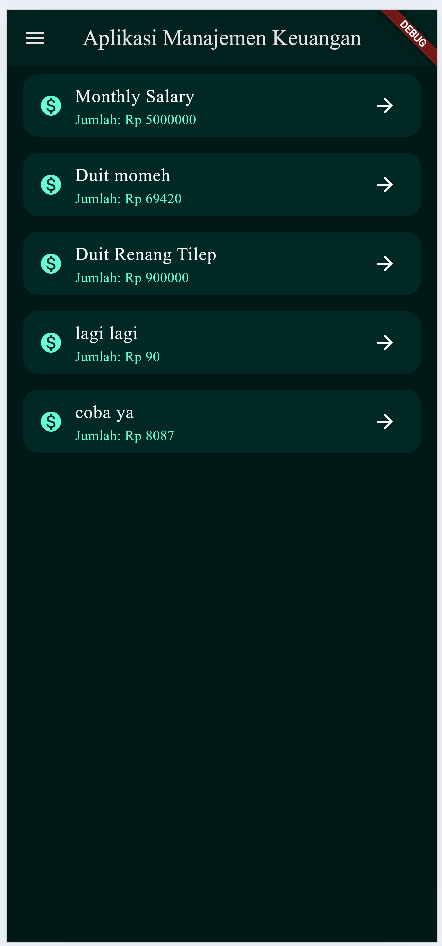 Aplikasi Manajemen Keuangan
DEBUG
Monthly Salary
Jumlah: Rp 5000000
Duit momeh
Jumlah: Rp 69420
Duit Renang Tilep
Jumlah: Rp 900000
lagi lagi
Jumlah: Rp 90
coba ya
Jumlah: Rp 8087